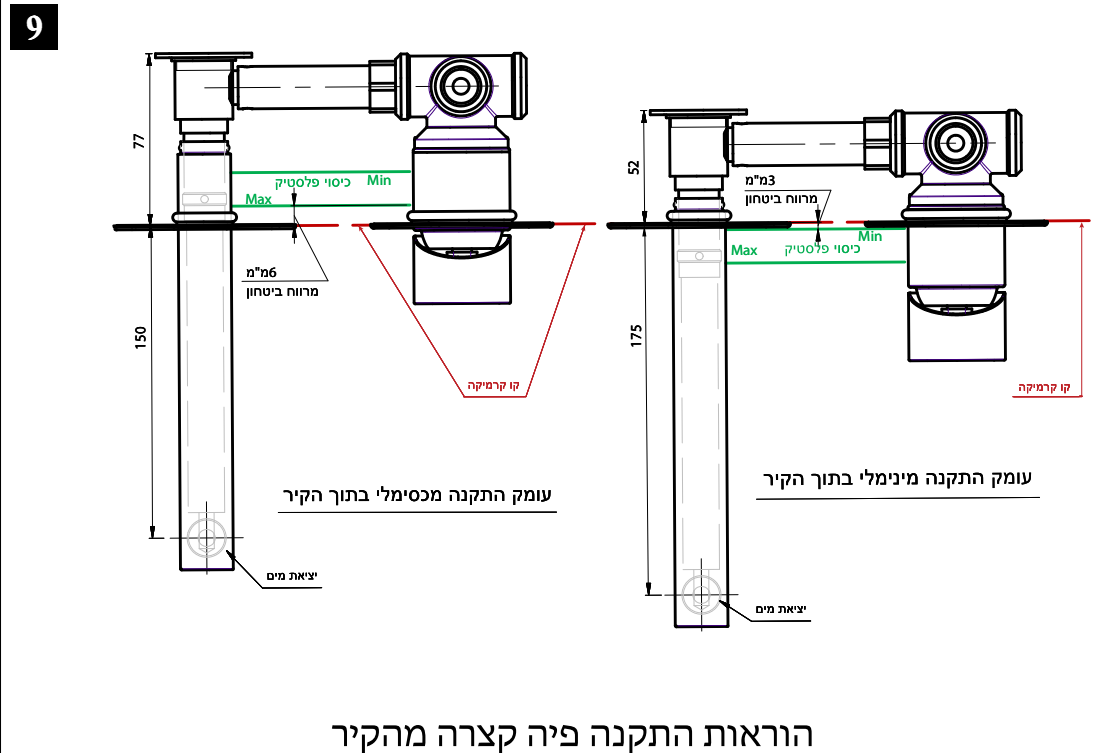 9
77
כיסוי פלסטיק Min
Max
6מ"מ
מרווח ביטחון
150
קו קרמיקה
עומק התקנה מכסימלי בתוך הקיר
יציאת מים
52
3מ"מ
מרווח ביטחון
Min
Max כיסוי פלסטיק
175
קו קרמיקה
עומק התקנה מינימלי בתוך הקיר
יציאת מים
הוראות התקנה פיה קצרה מהקיר